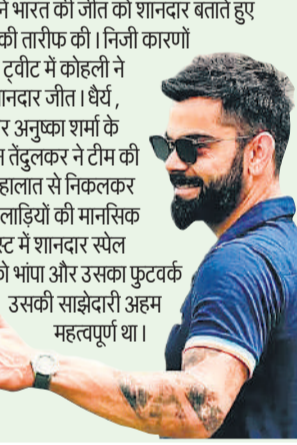 ने भारत की जीत को शानदार बताते हुए
की तारीफ की। निजी कारणों
ट्वीट में कोहली ने
शानदार जीत। धैर्य,
र अनुष्का शर्मा के
न तेंदुलकर ने टीम की
हालात से निकलकर
लाड़ियों की मानसिक
स्ट में शानदार स्पेल
को भांपा और उसका फुटवर्क
उसकी साझेदारी अहम
महत्वपूर्ण था।